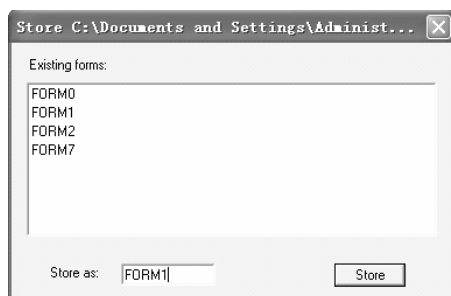 Store C:\Documents and Settings\Administ...
Existing forms:
FORM0
FORM1
FORM2
FORM7
Store as: FORM1 Store